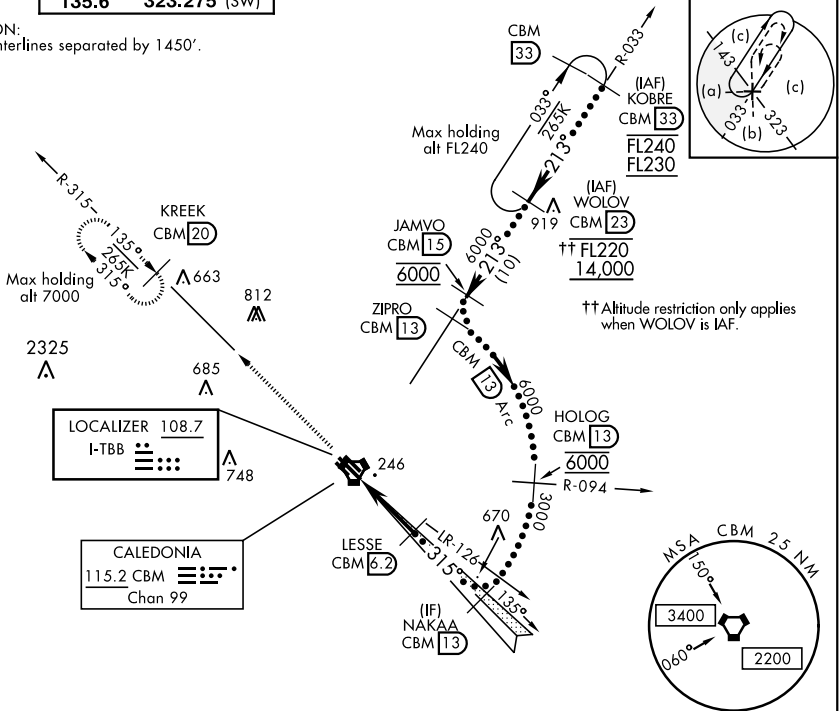 135.6 323.275 (SW)
ON:
nterlines separated by 1450'.
CBM
33
R-033
(IAF)
KOBRE
CBM 33
FL240
FL230
033°
265K
213°
Max holding
alt FL240
(c)
143
(a)
(c)
033
323
(b)
(IAF)
WOLOV
CBM 23
†† FL220
14,000
919
JAMVO
CBM 15
6000
6000
213°
(10)
†† Altitude restriction only applies
when WOLOV is IAF.
ZIPRO
CBM 13
CBM 13 Arc
6000
R-315
KREEK
CBM 20
135°
265K
315°
Max holding
alt 7000
663
812
2325
685
LOCALIZER 108.7
I-TBB
748
246
HOLOG
CBM 13
6000
R-094
3000
670
CALEDONIA
115.2 CBM
Chan 99
LESSE
CBM 6.2
LR-126
315°
135°
(IF)
NAKAA
CBM 13
MSA CBM 25 NM
150°
3400
060°
2200